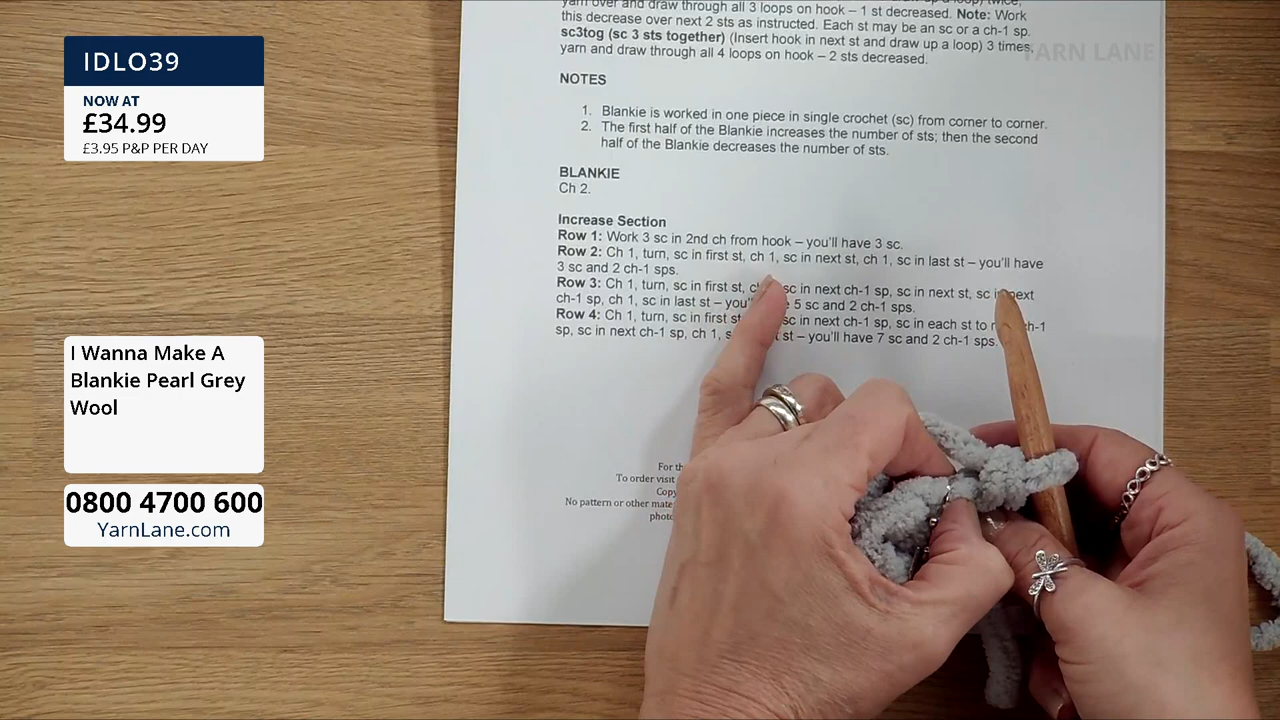 IDLO39
NOW AT
£34.99
£3.95 P&P PER DAY
I Wanna Make A
Blankie Pearl Grey
Wool
0800 4700 600
YarnLane.com
YARN LANE
yarn over and draw through all 3 loops on hook – 1 st decreased. Note: Work
this decrease over next 2 sts as instructed. Each st may be an sc or a ch-1 sp.
sc3tog (sc 3 sts together) (Insert hook in next st and draw up a loop) 3 times,
yarn and draw through all 4 loops on hook – 2 sts decreased.
NOTES
1. Blankie is worked in one piece in single crochet (sc) from corner to corner.
2. The first half of the Blankie increases the number of sts; then the second
half of the Blankie decreases the number of sts.
BLANKIE
Ch 2.
Increase Section
Row 1: Work 3 sc in 2nd ch from hook – you'll have 3 sc.
Row 2: Ch 1, turn, sc in first st, ch 1, sc in next st, ch 1, sc in last st – you'll have
3 sc and 2 ch-1 sps.
Row 3: Ch 1, turn, sc in first st, sc in next ch-1 sp, sc in next st, sc in next
ch-1 sp, ch 1, sc in last st – 5 sc and 2 ch-1 sps.
Row 4: Ch 1, turn, sc in first st sc in next ch-1 sp, sc in each st to ch-1
sp, sc in next ch-1 sp, ch 1, st – you'll have 7 sc and 2 ch-1 sps.
For
To order visit
No pattern or other